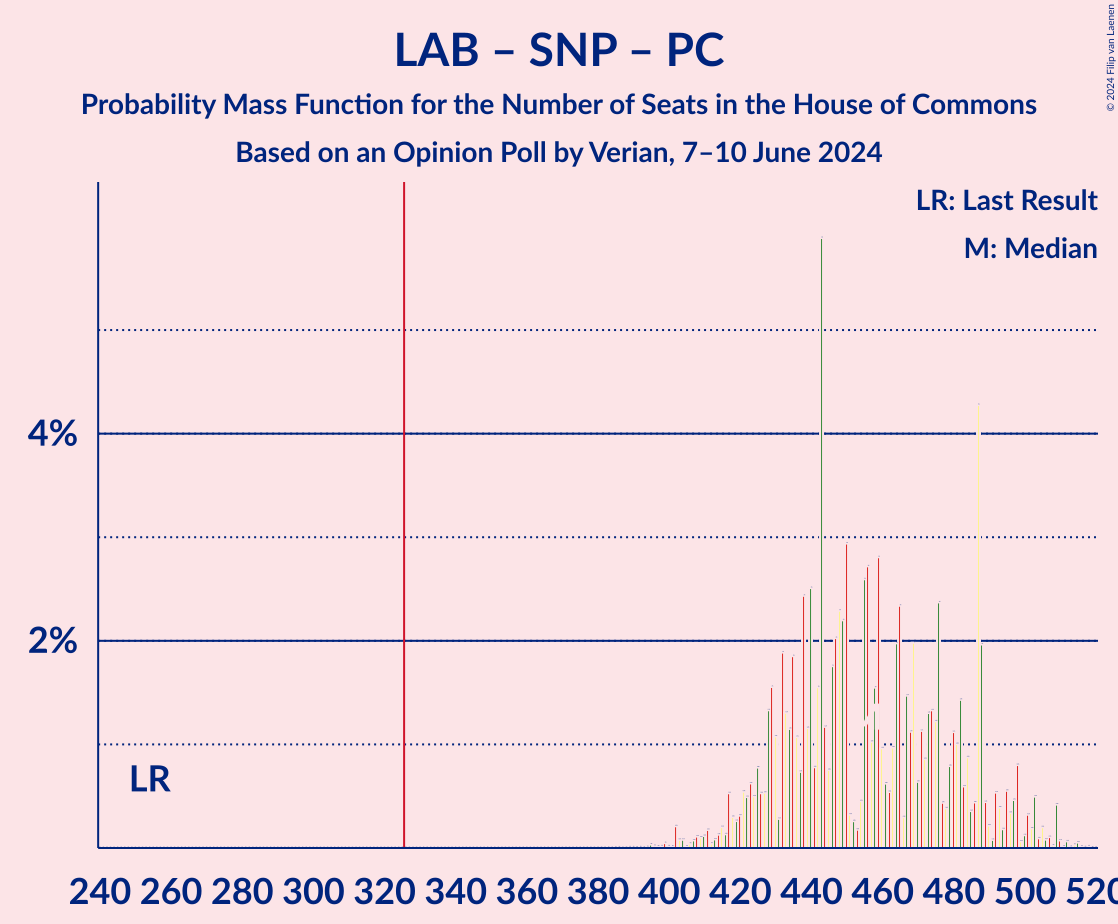 LAB – SNP – PC
Probability Mass Function for the Number of Seats in the House of Commons
Based on an Opinion Poll by Verian, 7–10 June 2024
© 2024 Filip van Laenen
LR: Last Result
M: Median
4%
2%
LR
240 260 280 300 320 340 360 380 400 420 440 460 480 500 520